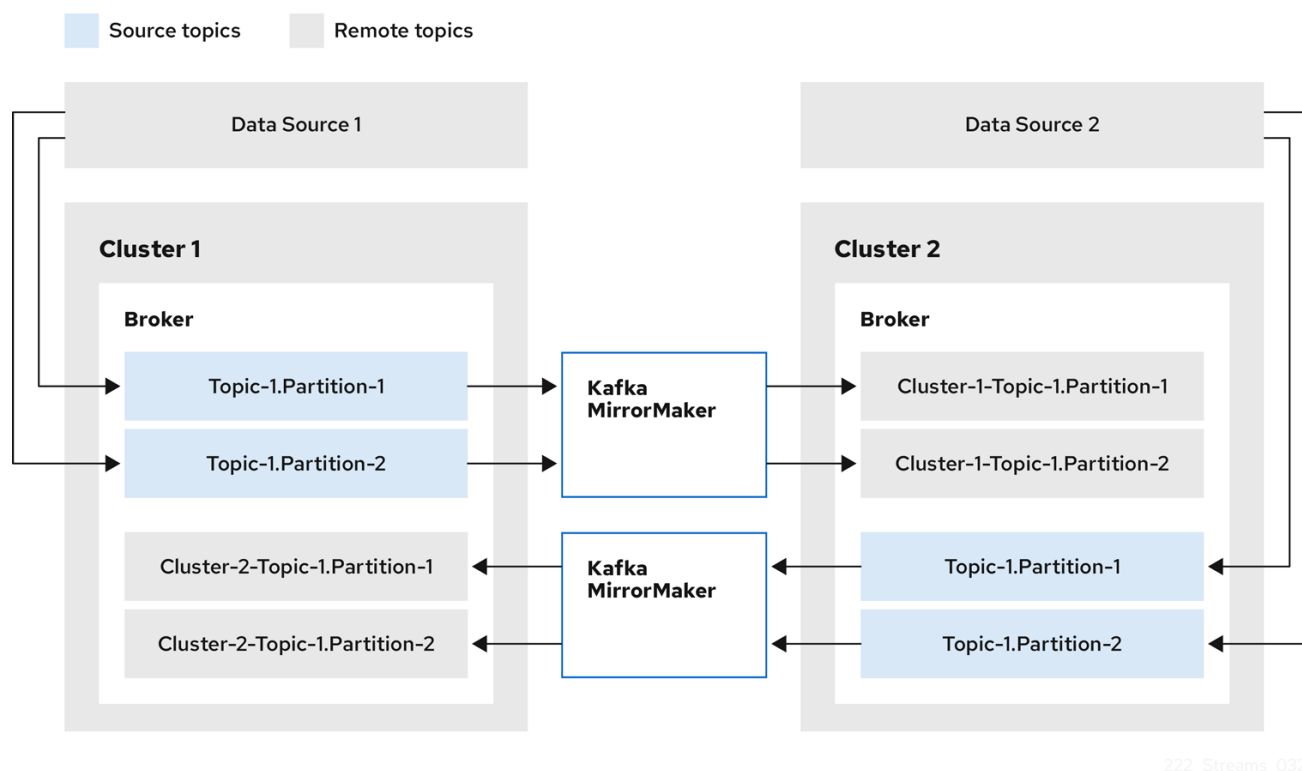 Source topics
Remote topics
Data Source 1
Data Source 2
Cluster 1
Cluster 2
Broker
Broker
Topic-1.Partition-1
Kafka
MirrorMaker
Cluster-1-Topic-1.Partition-1
Topic-1.Partition-2
Cluster-1-Topic-1.Partition-2
Cluster-2-Topic-1.Partition-1
Kafka
MirrorMaker
Topic-1.Partition-1
Cluster-2-Topic-1.Partition-2
Topic-1.Partition-2
222_Streams_032